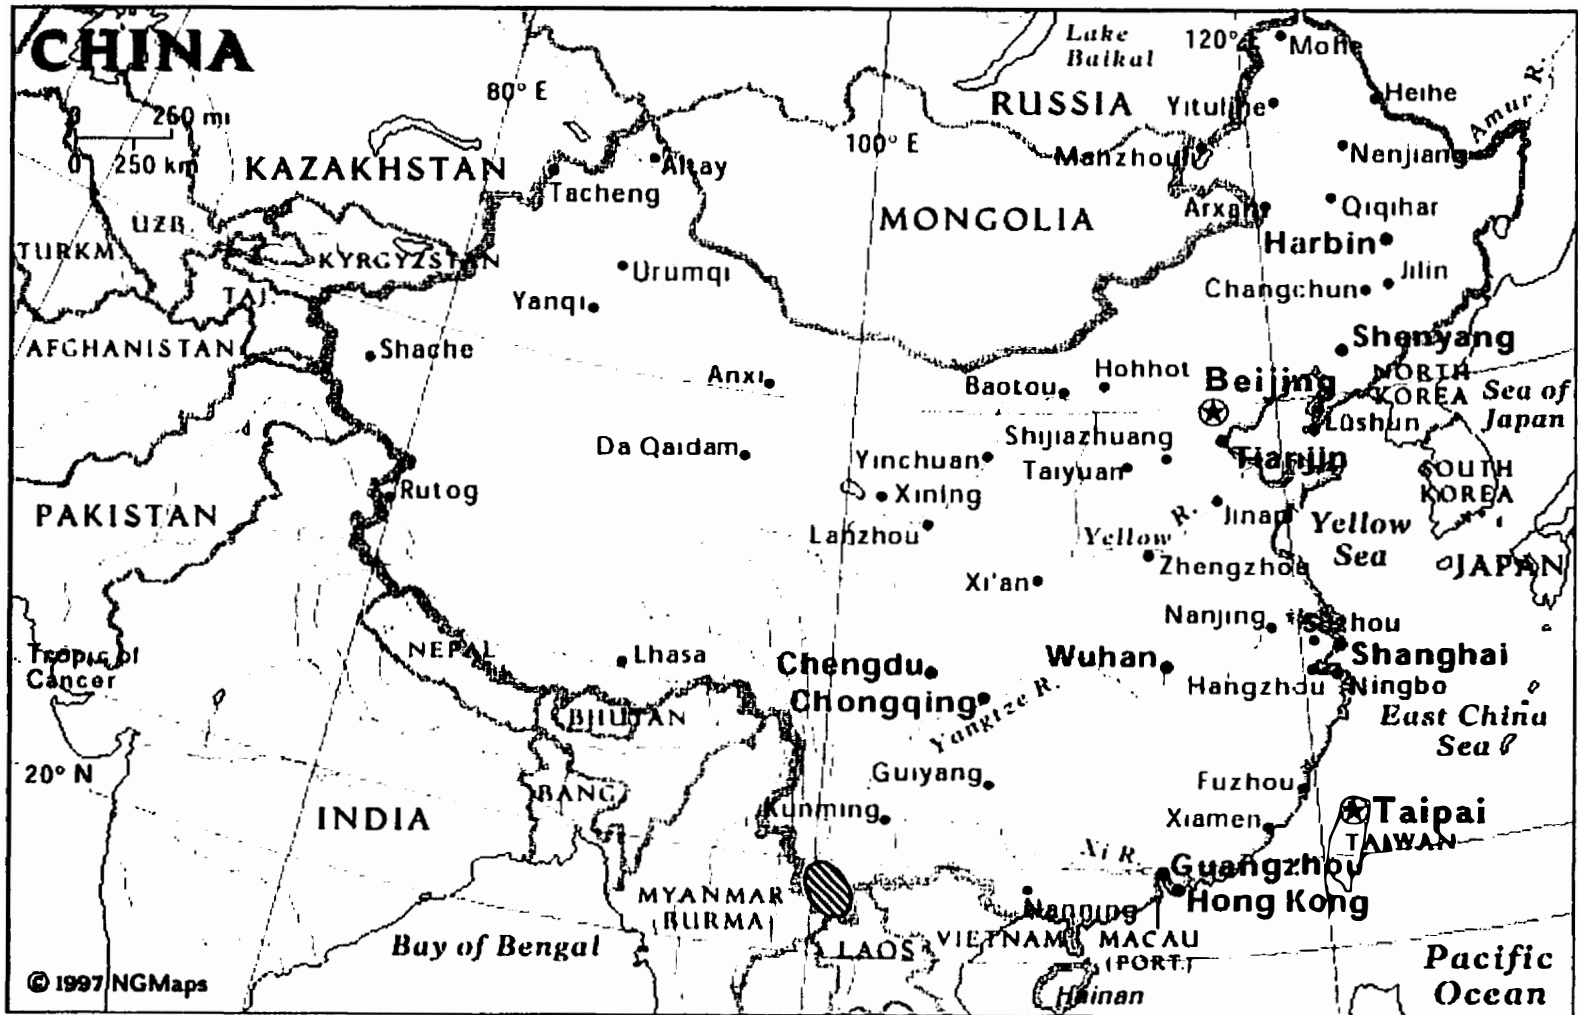 CHINA
0 260 mi
0 250 km
80° E
100° E
120° E
Lake
Baikal
RUSSIA
Mohe
Yitulihe
Heihe
Amur R.
KAZAKHSTAN
Altay
Tacheng
Manzhouli
Nenjiang
MONGOLIA
Arxan
Qiqihar
UZB.
TURKM.
KYRGYZSTAN
Urumqi
Harbin
Jilin
TAJ.
Yanqi
Changchun
AFGHANISTAN
Shache
Shenyang
Anxi
Baotou
Hohhot
Beijing
NORTH
KOREA
Sea of
Japan
Lüshun
Da Qaidam
Yinchuan
Shijiazhuang
Taiyuan
Tianjin
SOUTH
KOREA
Rutog
Xining
PAKISTAN
Lanzhou
Yellow R.
Jinan
Yellow
Sea
JAPAN
Xi'an
Zhengzhou
Nanjing
Suzhou
NEPAL
Lhasa
Chengdu
Wuhan
Shanghai
Tropic of
Cancer
Chongqing
Hangzhou
Ningbo
BHUTAN
Yangtze R.
East China
Sea
20° N
Guiyang
Fuzhou
BANG.
INDIA
Kunming
Xiamen
Taipai
TAIWAN
Xi R.
Guangzhou
Hong Kong
MYANMAR
(BURMA)
Nanning
Bay of Bengal
LAOS
VIETNAM
MACAU
(PORT.)
Hainan
Pacific
Ocean
© 1997 NGMaps